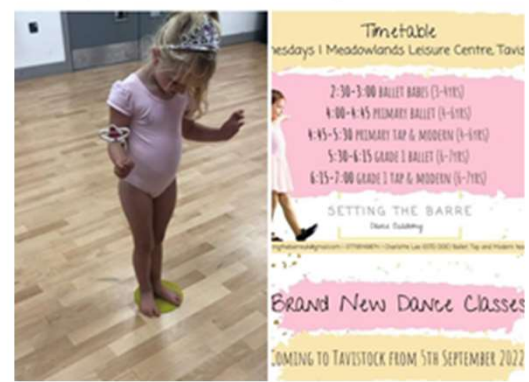 Timetable
esdays | Meadowlands Leisure Centre, Tavis
2:30-3:00 BALLET BABES (3-4YRS)
4:00-4:45 PRIMARY BALLET (4-6YRS)
4:45-5:30 PRIMARY TAP & MODERN (4-6YRS)
5:30-6:15 GRADE 1 BALLET (6-7YRS)
6:15-7:00 GRADE 1 TAP & MODERN (6-7YRS)
SETTING THE BARRE
Dance Academy
Brand New Dance Classes
COMING TO TAVISTOCK FROM 5TH SEPTEMBER 2022